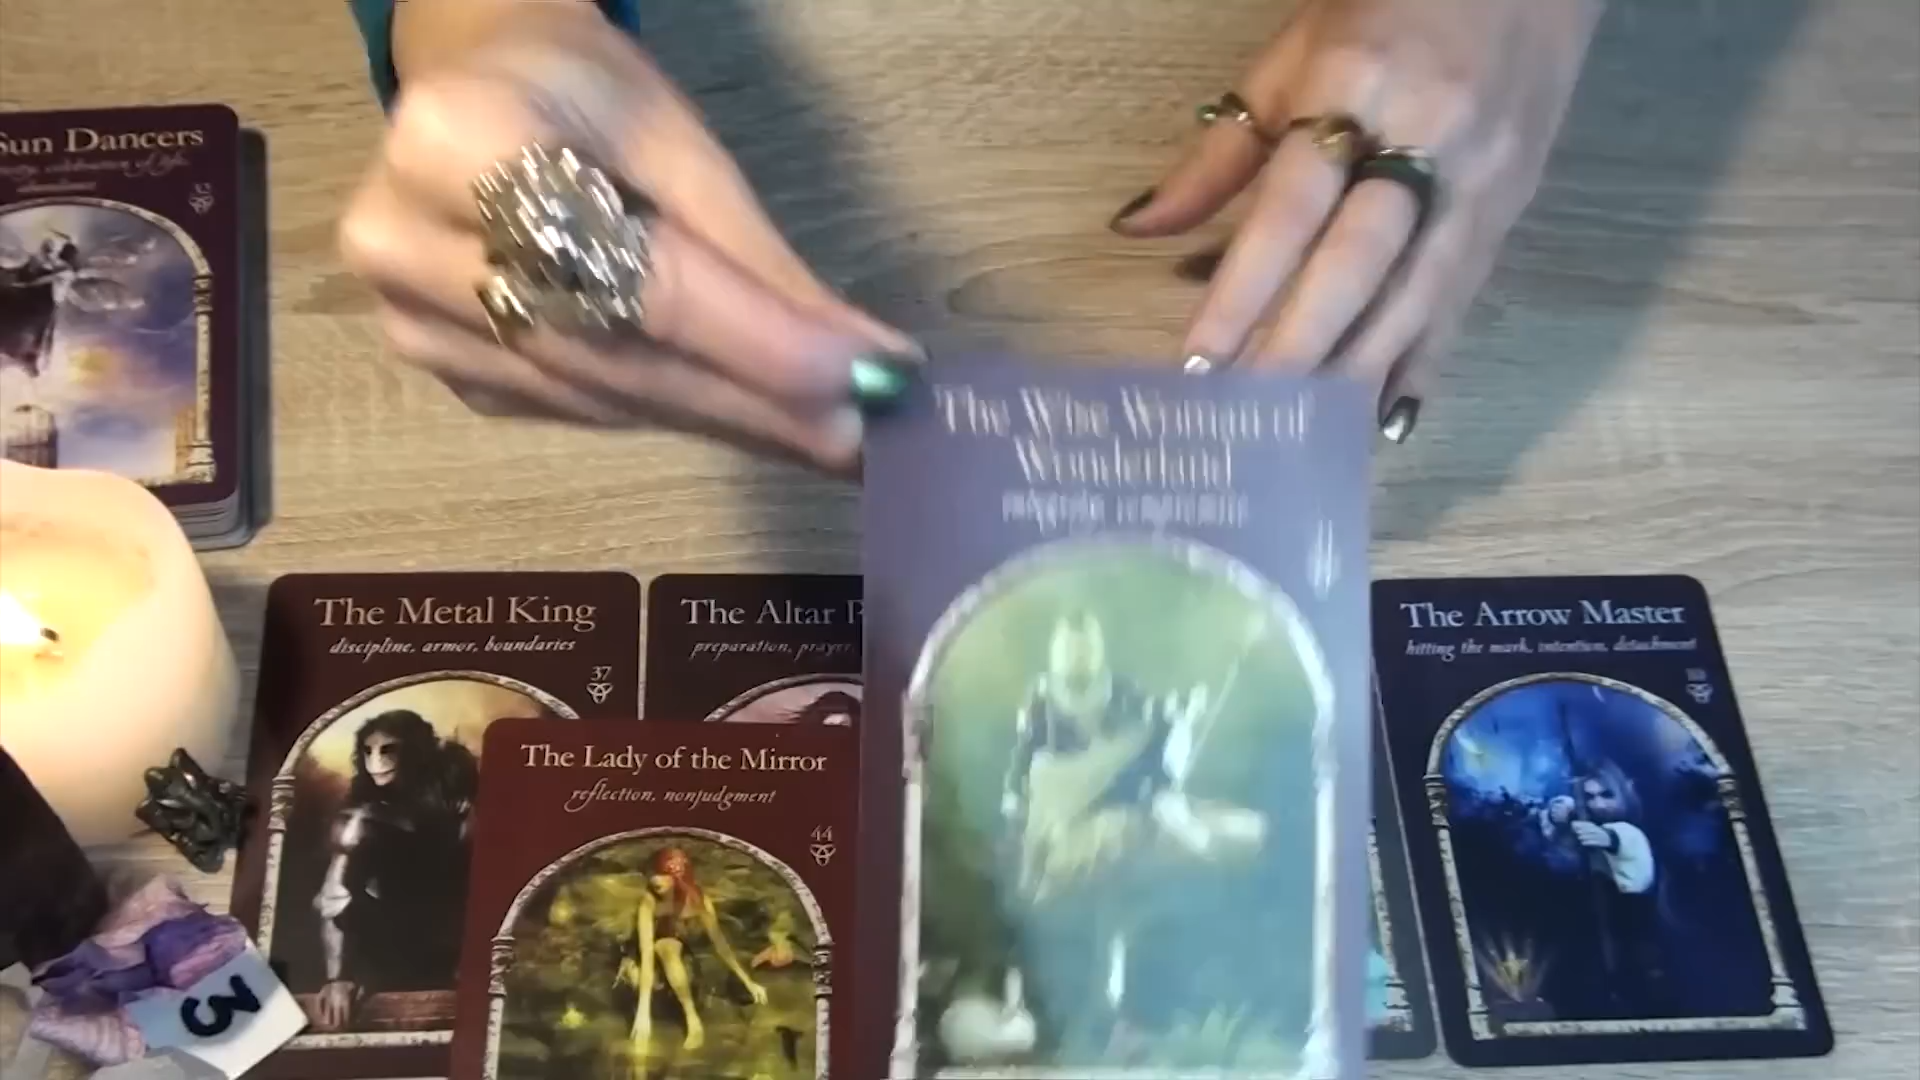 Sun Dancers
32
The Metal King
discipline, armor, boundaries
37
The Altar
preparation, prayer,
The Lady of the Mirror
reflection, nonjudgment
44
The Wise Woman of
Wonderland
The Arrow Master
hitting the mark, intention, detachment
3